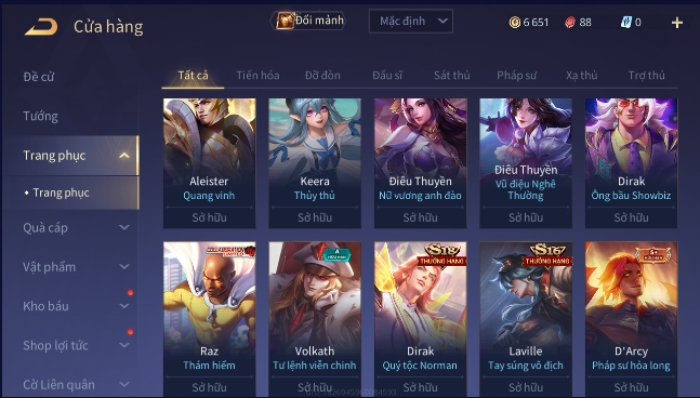 Cửa hàng
Đổi mảnh
Mặc định
6 651
88
0
Đề cử
Tướng
Trang phục
Trang phục
Quà cáp
Vật phẩm
Kho báu
Shop lợi tức
Cờ Liên quân
Tất cả
Tiến hóa
Đỡ đòn
Đấu sĩ
Sát thủ
Pháp sư
Xạ thủ
Trợ thủ
Aleister
Quang vinh
Sở hữu
Keera
Thủy thủ
Sở hữu
Điêu Thuyền
Nữ vương anh đào
Sở hữu
Điêu Thuyền
Vũ điệu Nghê
Thường
Sở hữu
Dirak
Ông bầu Showbiz
Sở hữu
Raz
Thám hiểm
Sở hữu
Volkath
Tư lệnh viễn chinh
Sở hữu
S16
THƯỞNG HẠNG
Dirak
Quý tộc Norman
Sở hữu
S16
THƯỞNG HẠNG
Laville
Tay súng vô địch
Sở hữu
D'Arcy
Pháp sư hỏa long
Sở hữu